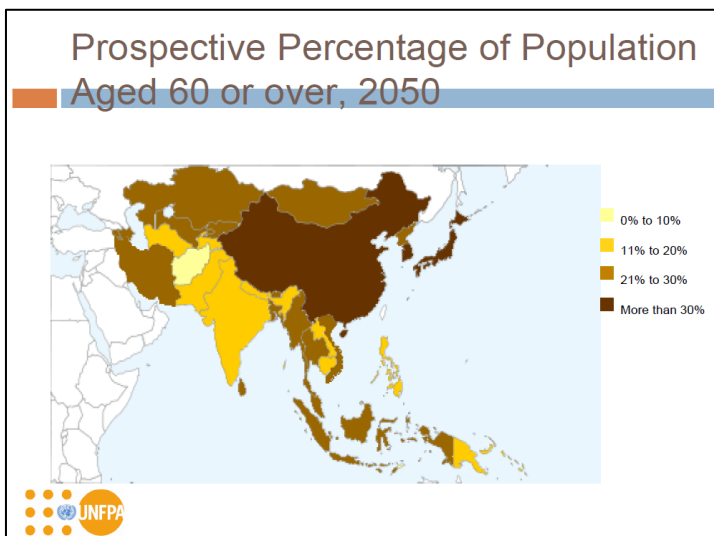 Prospective Percentage of Population
Aged 60 or over, 2050
0% to 10%
11% to 20%
21% to 30%
More than 30%
UNFPA